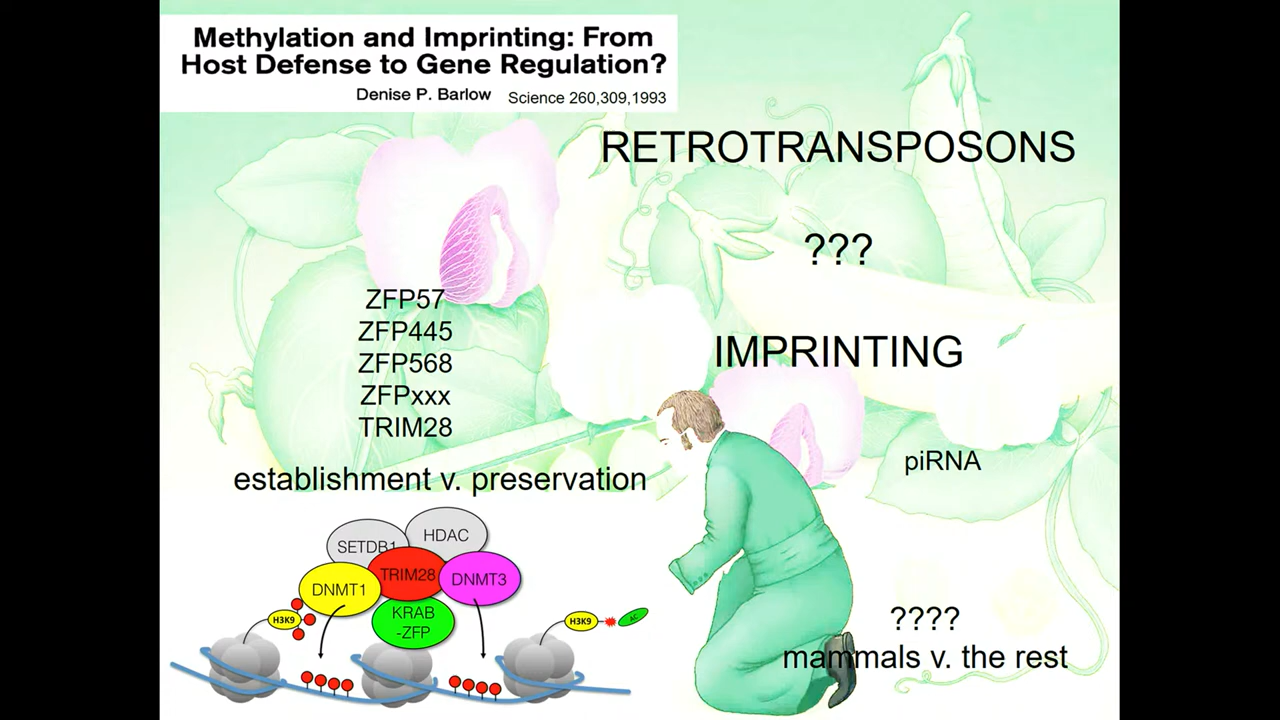 Methylation and Imprinting: From
Host Defense to Gene Regulation?
Denise P. Barlow Science 260,309,1993
RETROTRANSPOSONS
???
IMPRINTING
ZFP57
ZFP445
ZFP568
ZFPxxx
TRIM28
establishment v. preservation
piRNA
SETDB1
HDAC
DNMT1
TRIM28
DNMT3
KRAB
-ZFP
H3K9
H3K9
AC
????
mammals v. the rest